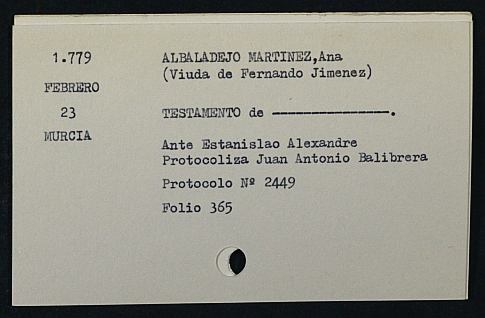 1.779
FEBRERO
23
MURCIA
ALBALADEJO MARTINEZ,Ana
(Viuda de Fernando Jimenez)
TESTAMENTO de ----------------.
Ante Estanislao Alexandre
Protocoliza Juan Antonio Balibrera
Protocolo Nº 2449
Folio 365